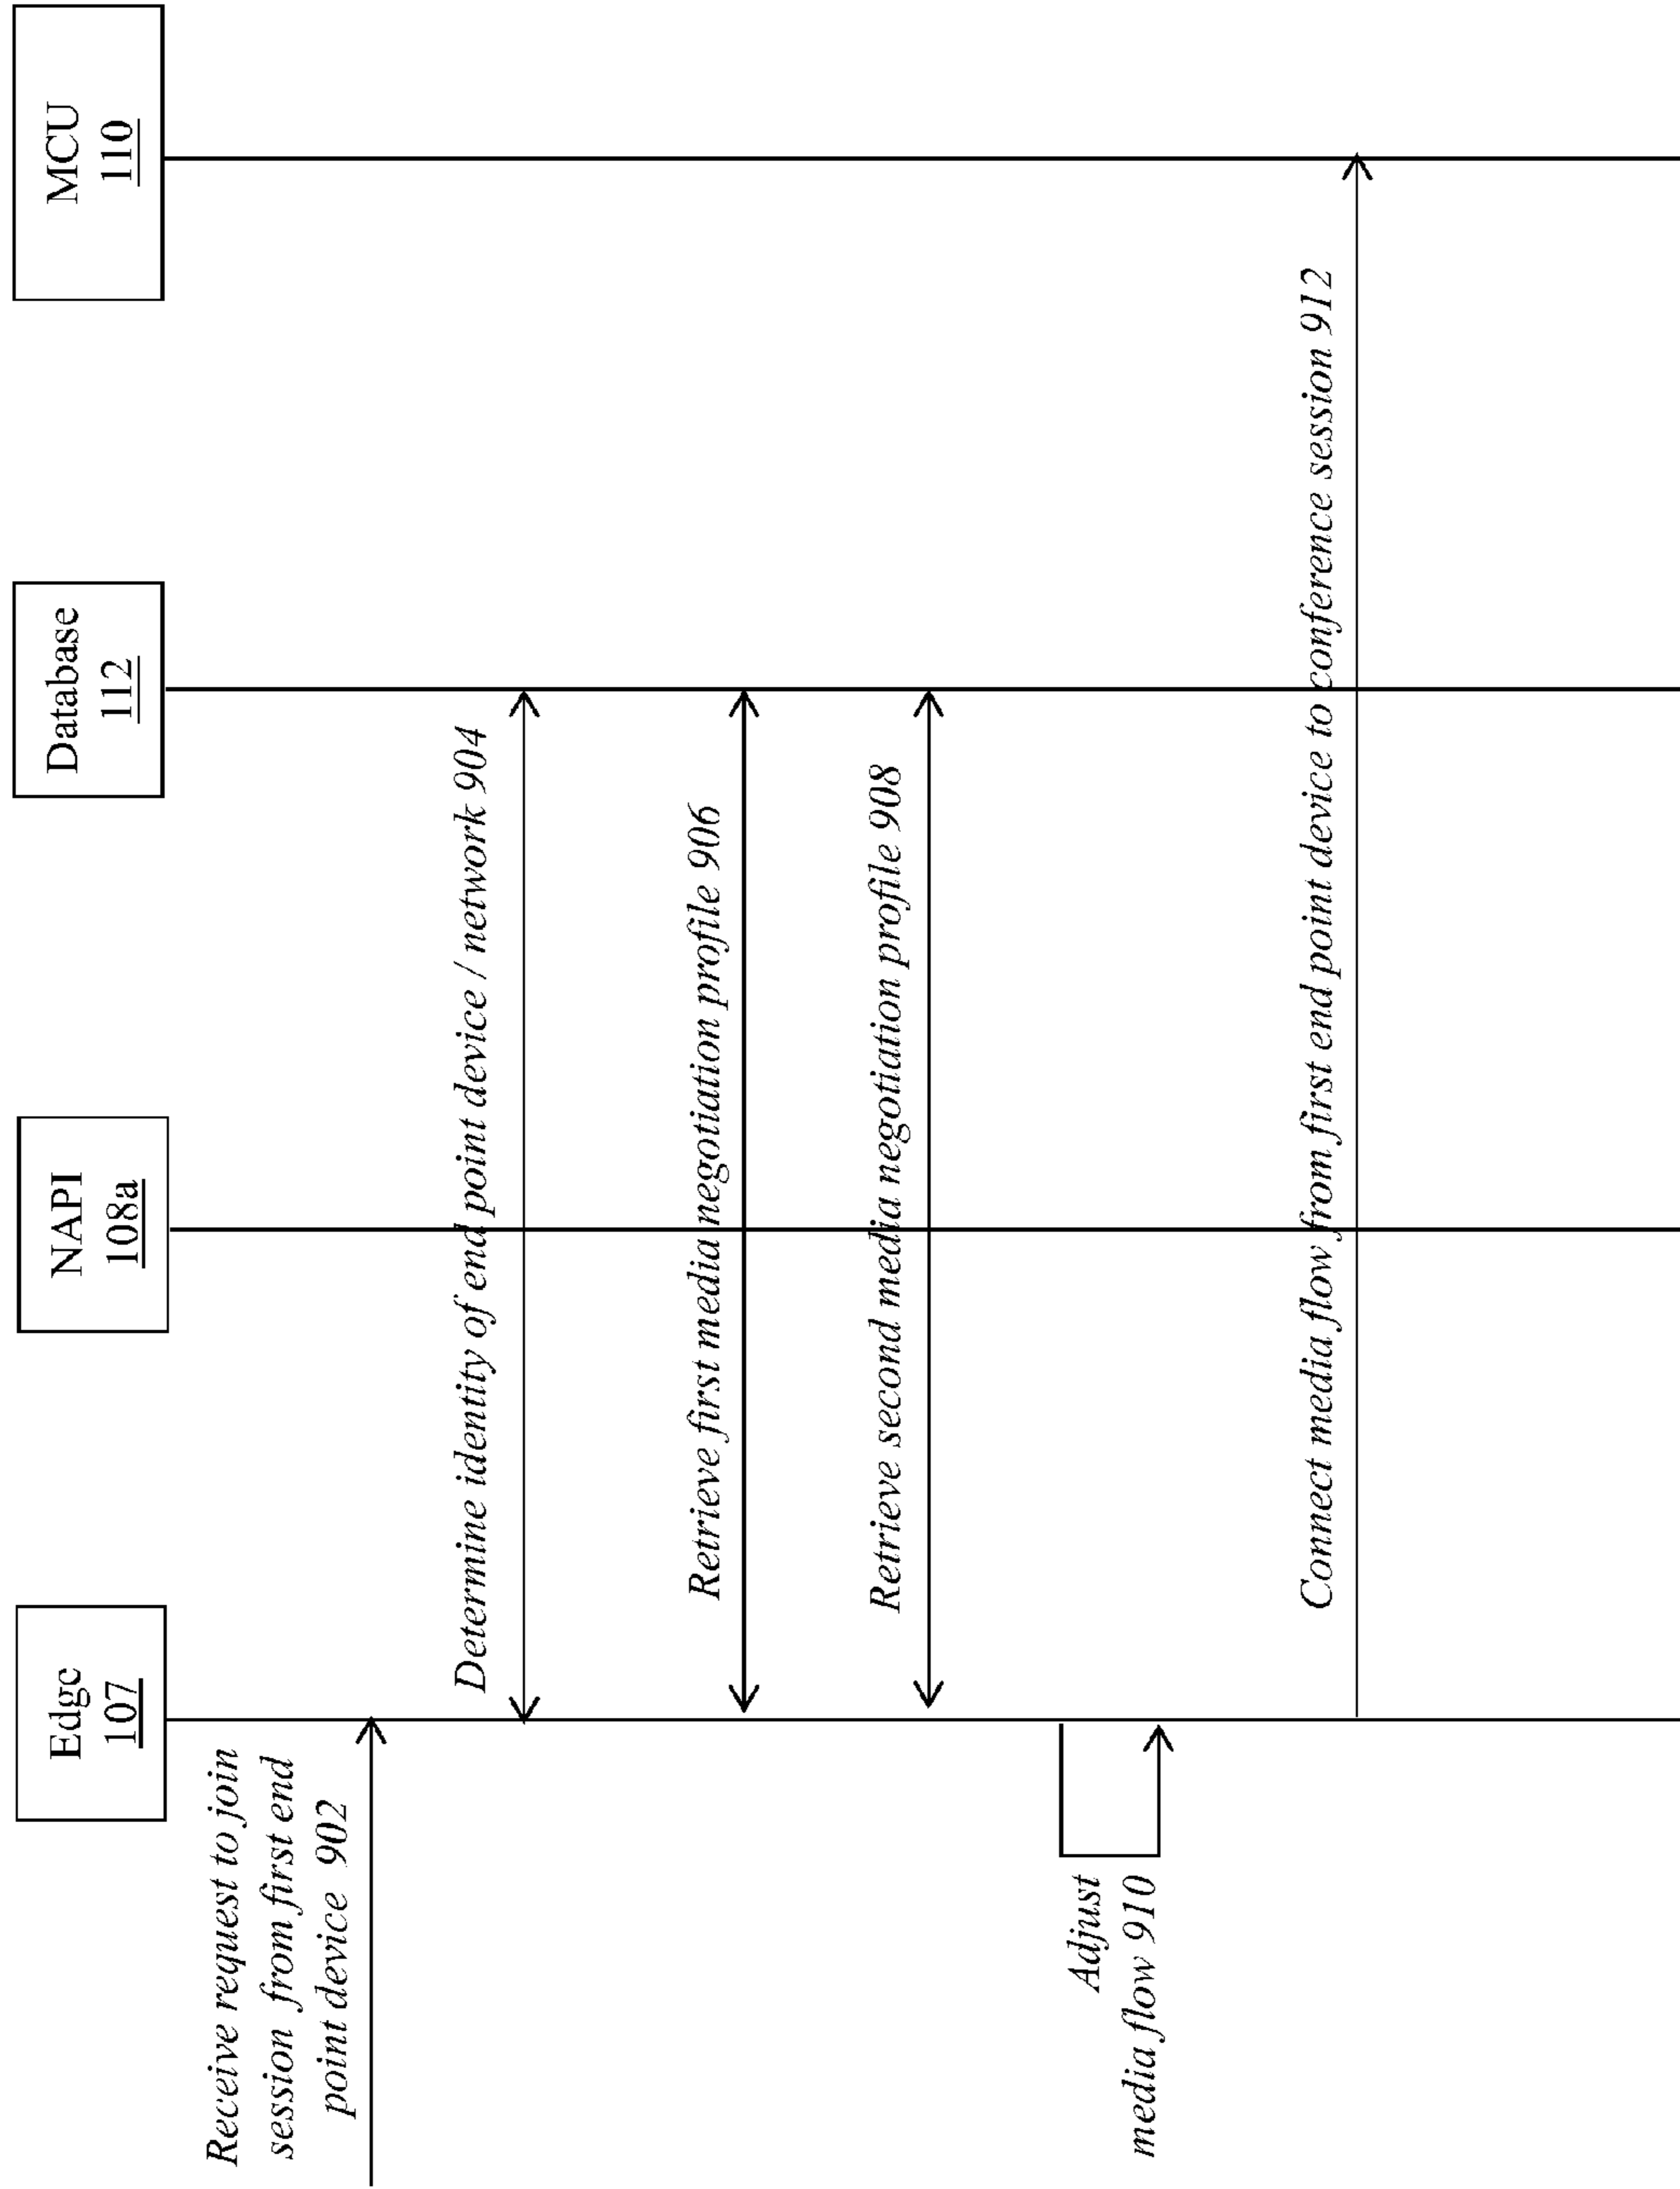 Edge
107
NAPI
108a
Database
112
MCU
110
Receive request to join
session from first end
point device 902
Determine identity of end point device / network 904
Retrieve first media negotiation profile 906
Retrieve second media negotiation profile 908
Adjust
media flow 910
Connect media flow from first end point device to conference session 912